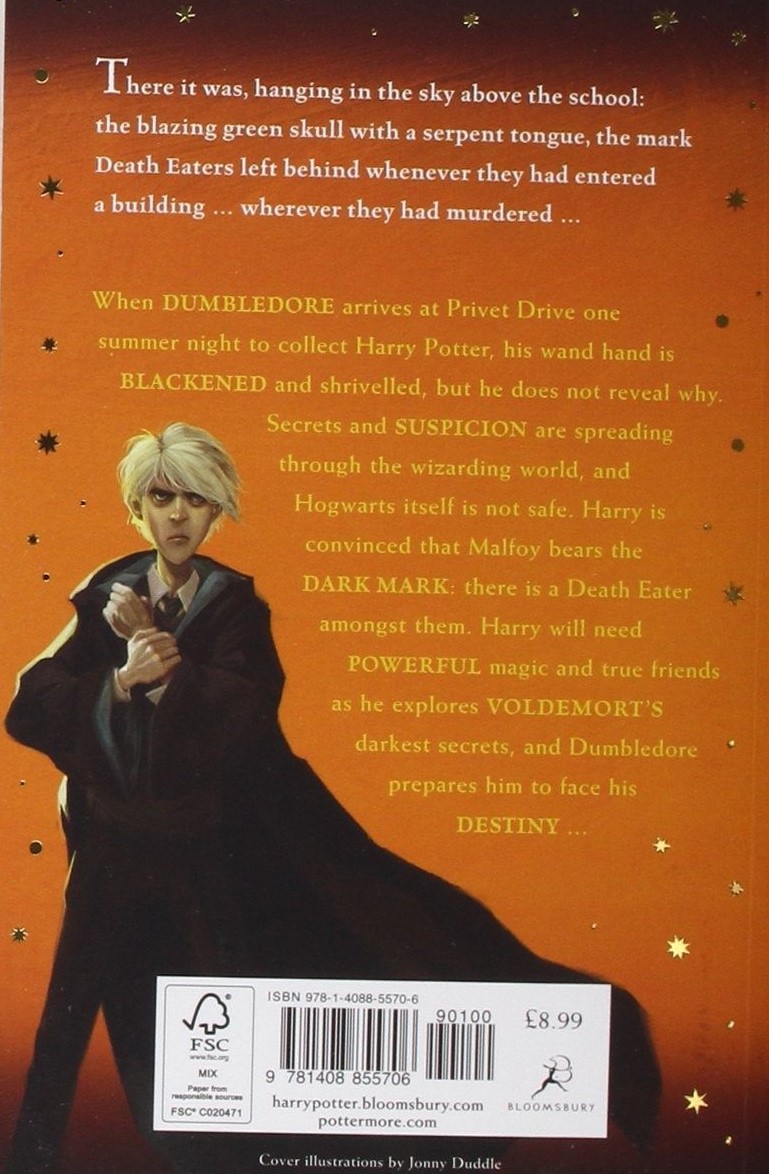 There it was, hanging in the sky above the school:
the blazing green skull with a serpent tongue, the mark
Death Eaters left behind whenever they had entered
a building ... wherever they had murdered ...
When DUMBLEDORE arrives at Privet Drive one
summer night to collect Harry Potter, his wand hand is
BLACKENED and shrivelled, but he does not reveal why.
Secrets and SUSPICION are spreading
through the wizarding world, and
Hogwarts itself is not safe. Harry is
convinced that Malfoy bears the
DARK MARK: there is a Death Eater
amongst them. Harry will need
POWERFUL magic and true friends
as he explores VOLDEMORT'S
darkest secrets, and Dumbledore
prepares him to face his
DESTINY ...
FSC
www.fsc.org
MIX
Paper from
responsible sources
FSC® C020471
ISBN 978-1-4088-5570-6
90100
9 781408 855706
harrypotter.bloomsbury.com
pottermore.com
£8.99
BLOOMSBURY
Cover illustrations by Jonny Duddle